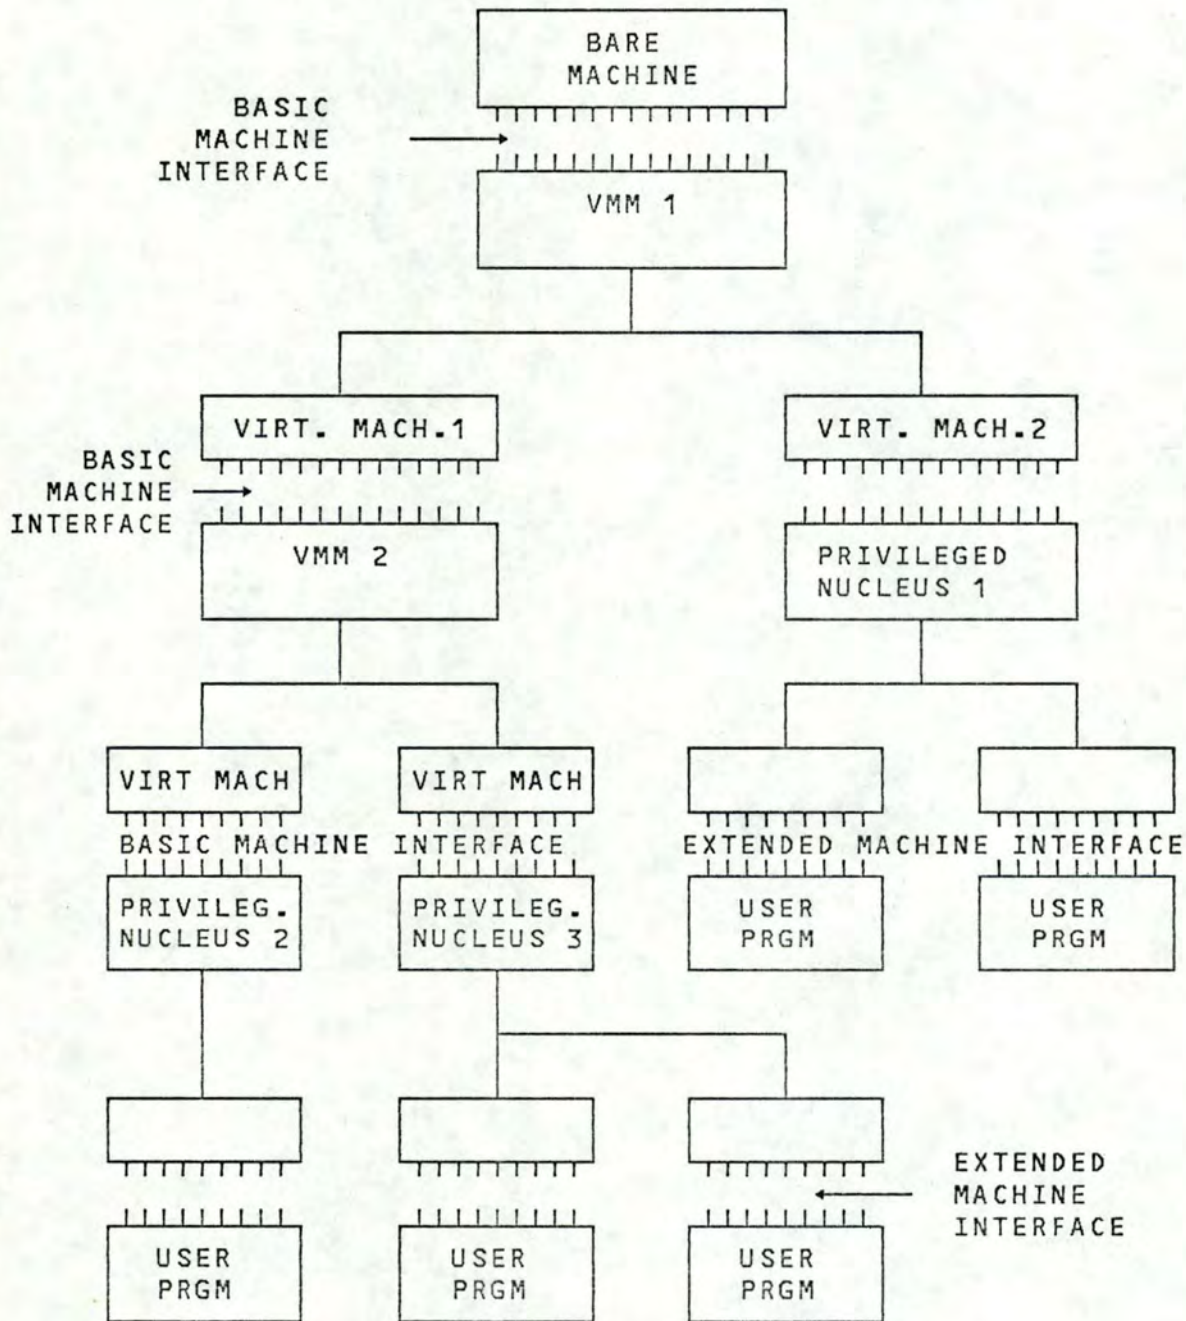 BARE
MACHINE
BASIC
MACHINE
INTERFACE
VMM 1
VIRT. MACH.1
VIRT. MACH.2
BASIC
MACHINE
INTERFACE
VMM 2
PRIVILEGED
NUCLEUS 1
VIRT MACH
VIRT MACH
BASIC MACHINE INTERFACE
EXTENDED MACHINE INTERFACE
PRIVILEG.
NUCLEUS 2
PRIVILEG.
NUCLEUS 3
USER
PRGM
USER
PRGM
EXTENDED
MACHINE
INTERFACE
USER
PRGM
USER
PRGM
USER
PRGM